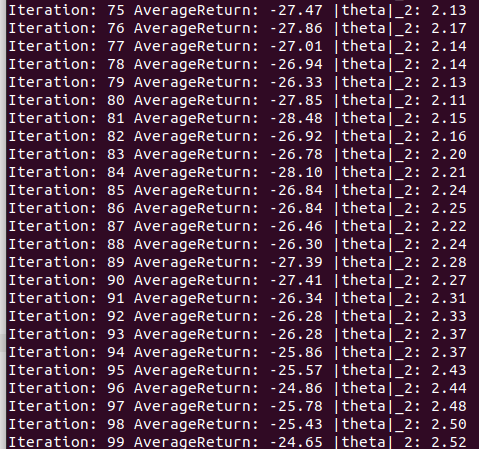 Iteration: 75 AverageReturn: -27.47 |theta|_2: 2.13
Iteration: 76 AverageReturn: -27.86 |theta|_2: 2.17
Iteration: 77 AverageReturn: -27.01 |theta|_2: 2.14
Iteration: 78 AverageReturn: -26.94 |theta|_2: 2.14
Iteration: 79 AverageReturn: -26.33 |theta|_2: 2.13
Iteration: 80 AverageReturn: -27.85 |theta|_2: 2.11
Iteration: 81 AverageReturn: -28.48 |theta|_2: 2.15
Iteration: 82 AverageReturn: -26.92 |theta|_2: 2.16
Iteration: 83 AverageReturn: -26.78 |theta|_2: 2.20
Iteration: 84 AverageReturn: -28.10 |theta|_2: 2.21
Iteration: 85 AverageReturn: -26.84 |theta|_2: 2.24
Iteration: 86 AverageReturn: -26.84 |theta|_2: 2.25
Iteration: 87 AverageReturn: -26.46 |theta|_2: 2.22
Iteration: 88 AverageReturn: -26.30 |theta|_2: 2.24
Iteration: 89 AverageReturn: -27.39 |theta|_2: 2.28
Iteration: 90 AverageReturn: -27.41 |theta|_2: 2.27
Iteration: 91 AverageReturn: -26.34 |theta|_2: 2.31
Iteration: 92 AverageReturn: -26.28 |theta|_2: 2.33
Iteration: 93 AverageReturn: -26.28 |theta|_2: 2.37
Iteration: 94 AverageReturn: -25.86 |theta|_2: 2.37
Iteration: 95 AverageReturn: -25.57 |theta|_2: 2.43
Iteration: 96 AverageReturn: -24.86 |theta|_2: 2.44
Iteration: 97 AverageReturn: -25.78 |theta|_2: 2.48
Iteration: 98 AverageReturn: -25.43 |theta|_2: 2.50
Iteration: 99 AverageReturn: -24.65 |theta|_2: 2.52